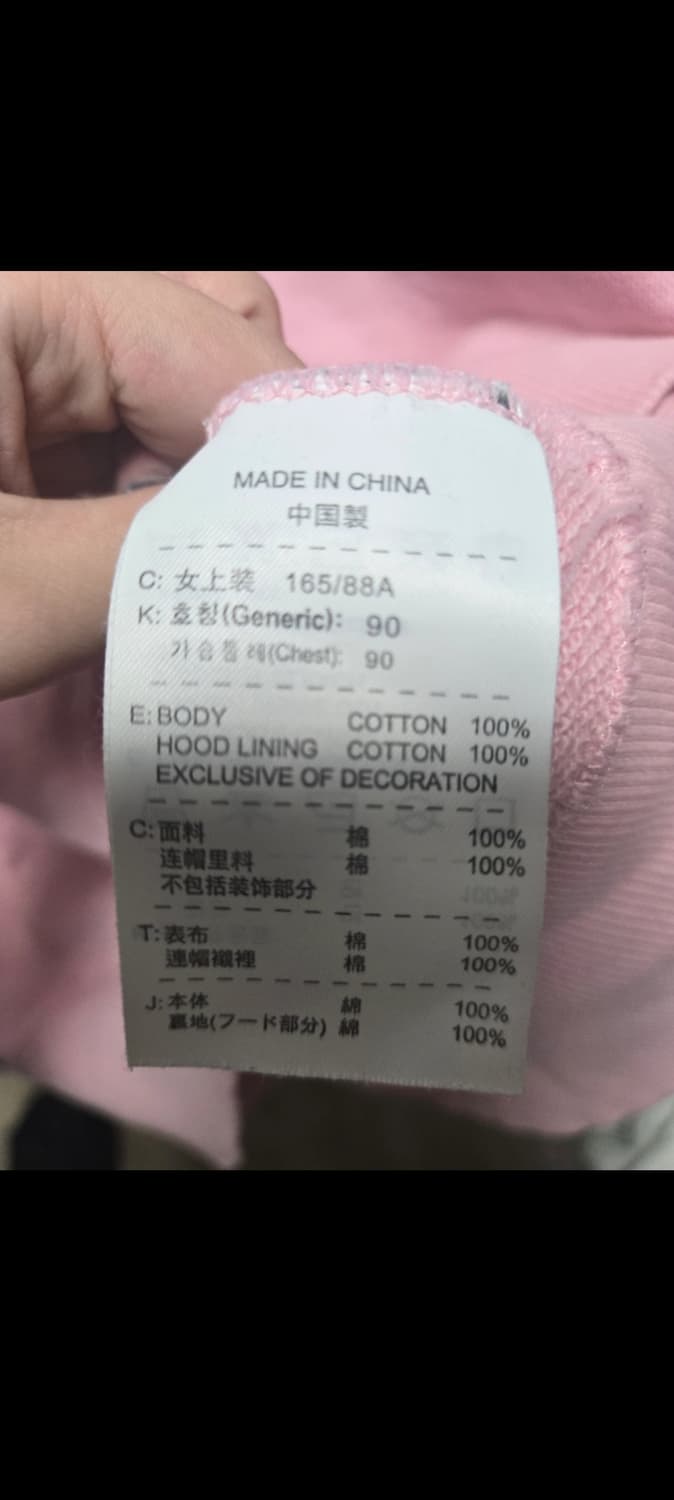 MADE IN CHINA
中国製
C: 女上装 165/88A
K: 호칭(Generic): 90
가슴둘레(Chest): 90
E: BODY COTTON 100%
HOOD LINING COTTON 100%
EXCLUSIVE OF DECORATION
C: 面料 棉 100%
连帽里料 棉 100%
不包括装饰部分
T: 表布 棉 100%
連帽襯裡 棉 100%
J: 本体 綿 100%
裏地(フード部分) 綿 100%